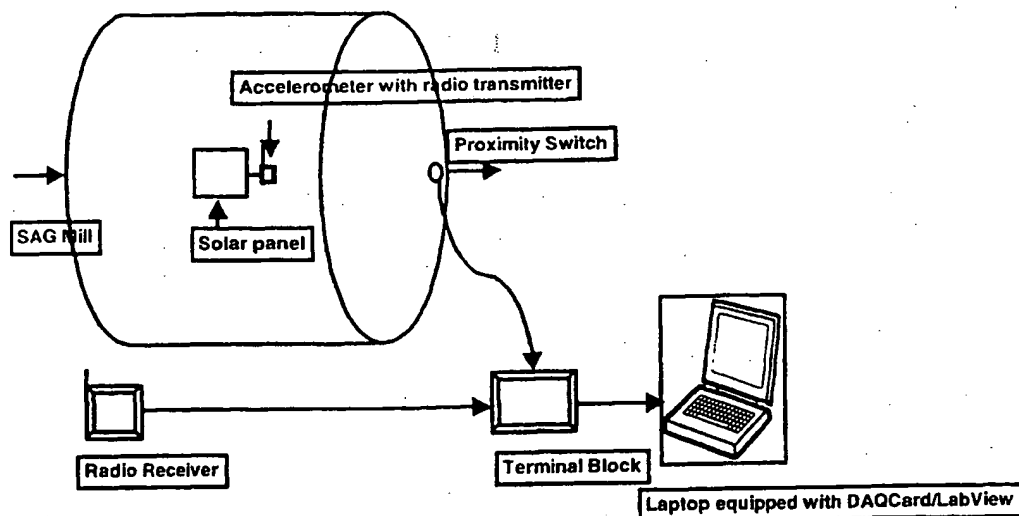 Accelerometer with radio transmitter
Proximity Switch
SAG Mill
Solar panel
Radio Receiver
Terminal Block
Laptop equipped with DAQCard/LabView